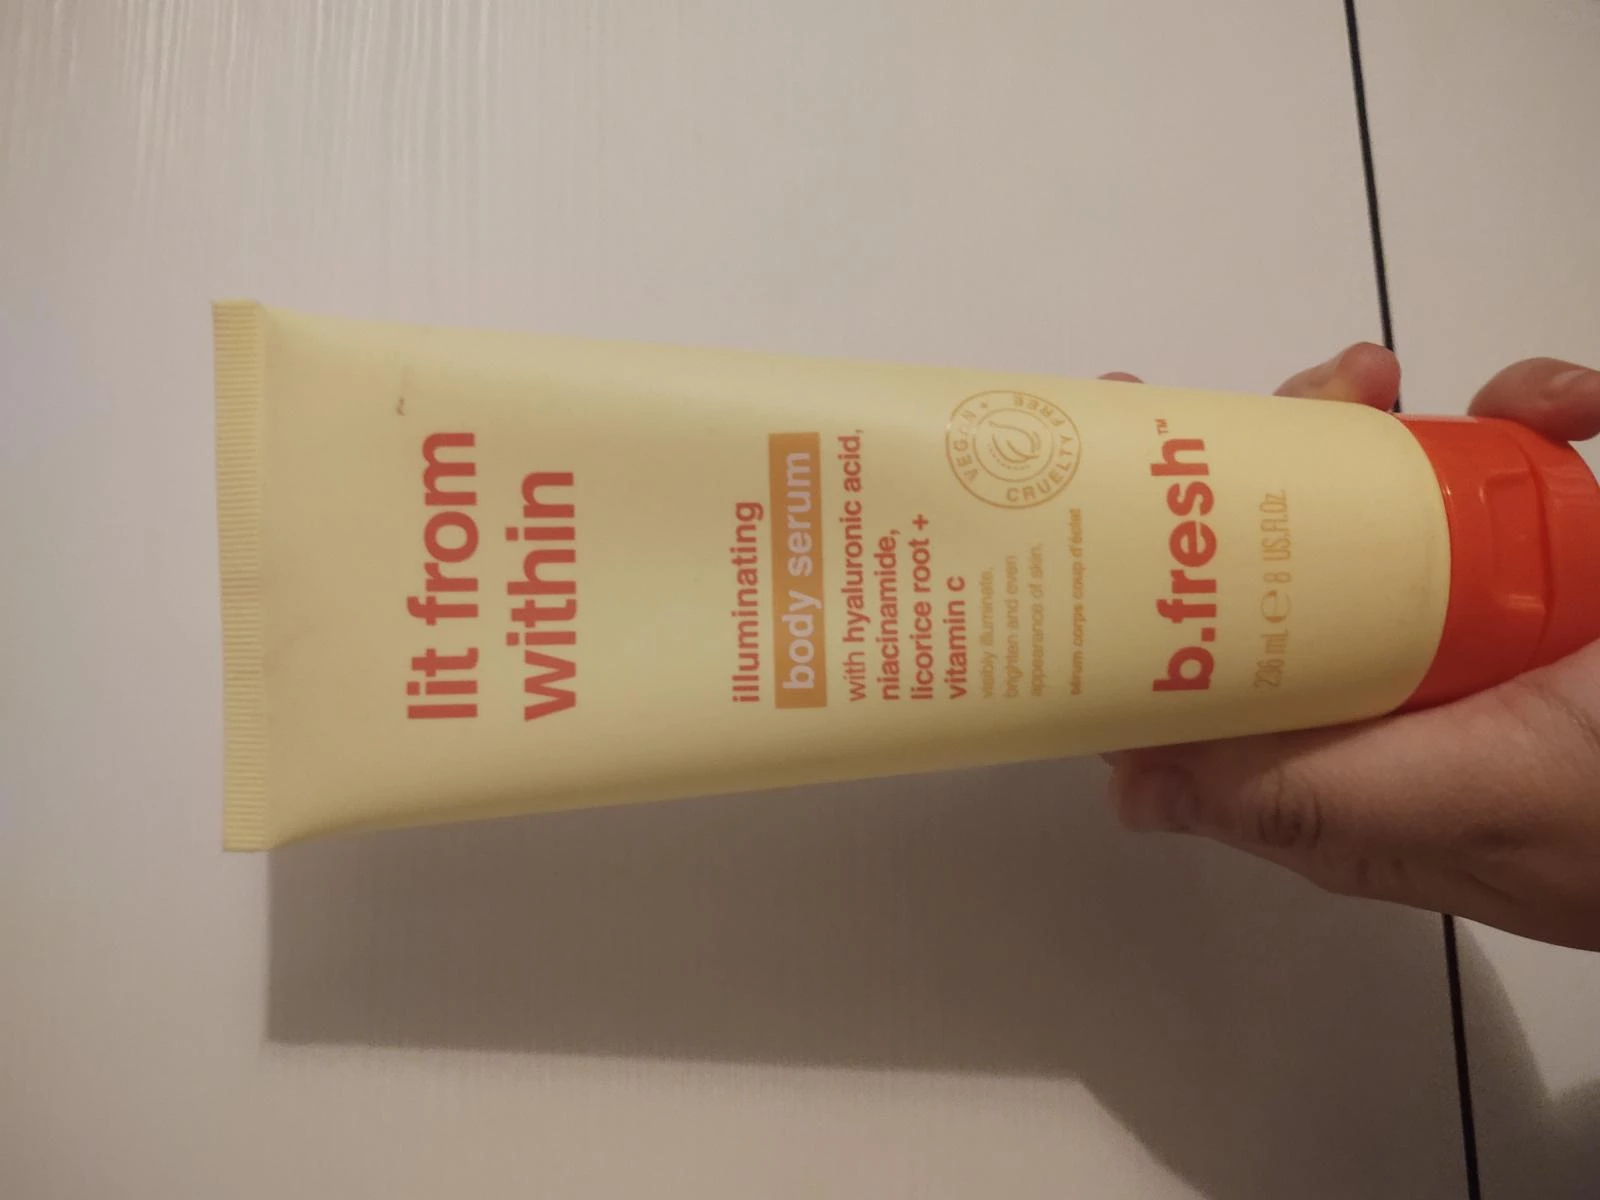 lit from
within
illuminating
body serum
with hyaluronic acid,
niacinamide,
licorice root +
vitamin c
visibly illuminate,
brighten and even
appearance of skin.
sérum corps coup d'éclat
VEGAN + CRUELTY FREE
b.fresh™
236 mL ℮ 8 US.Fl.Oz.